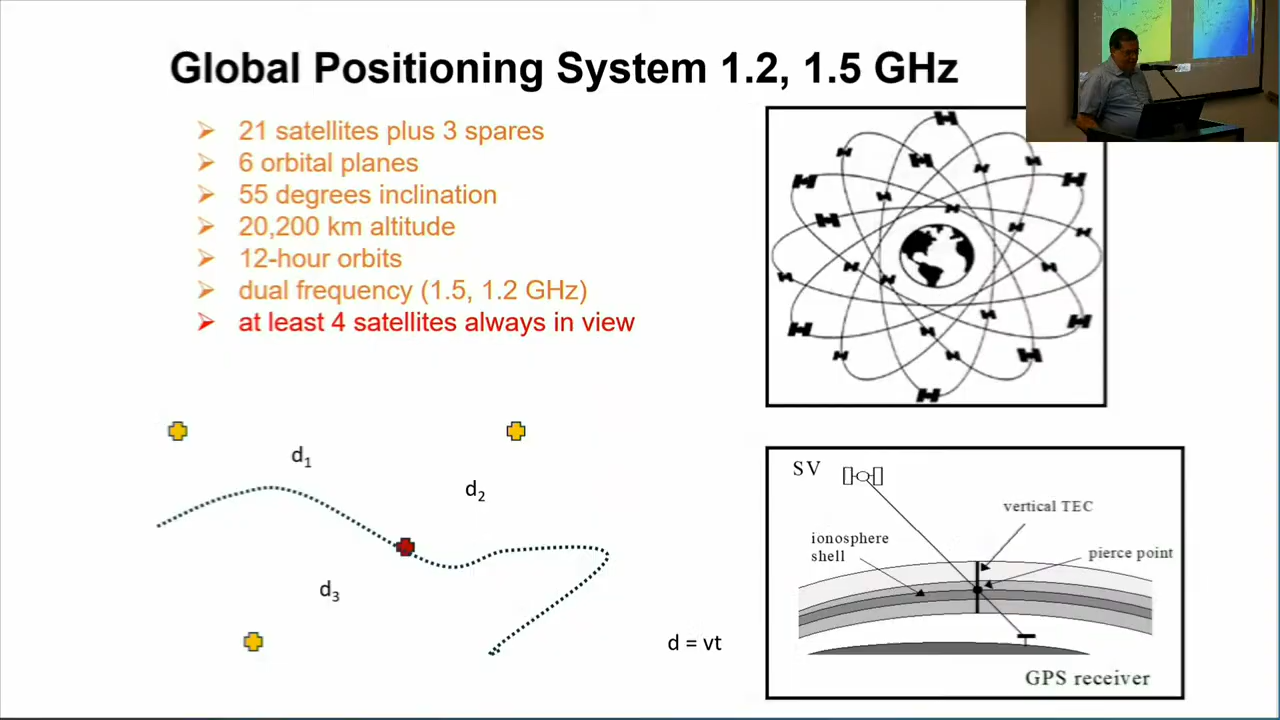 Global Positioning System 1.2, 1.5 GHz
21 satellites plus 3 spares
6 orbital planes
55 degrees inclination
20,200 km altitude
12-hour orbits
dual frequency (1.5, 1.2 GHz)
at least 4 satellites always in view
d₁
d₂
d₃
d = vt
SV
vertical TEC
ionosphere
shell
pierce point
GPS receiver